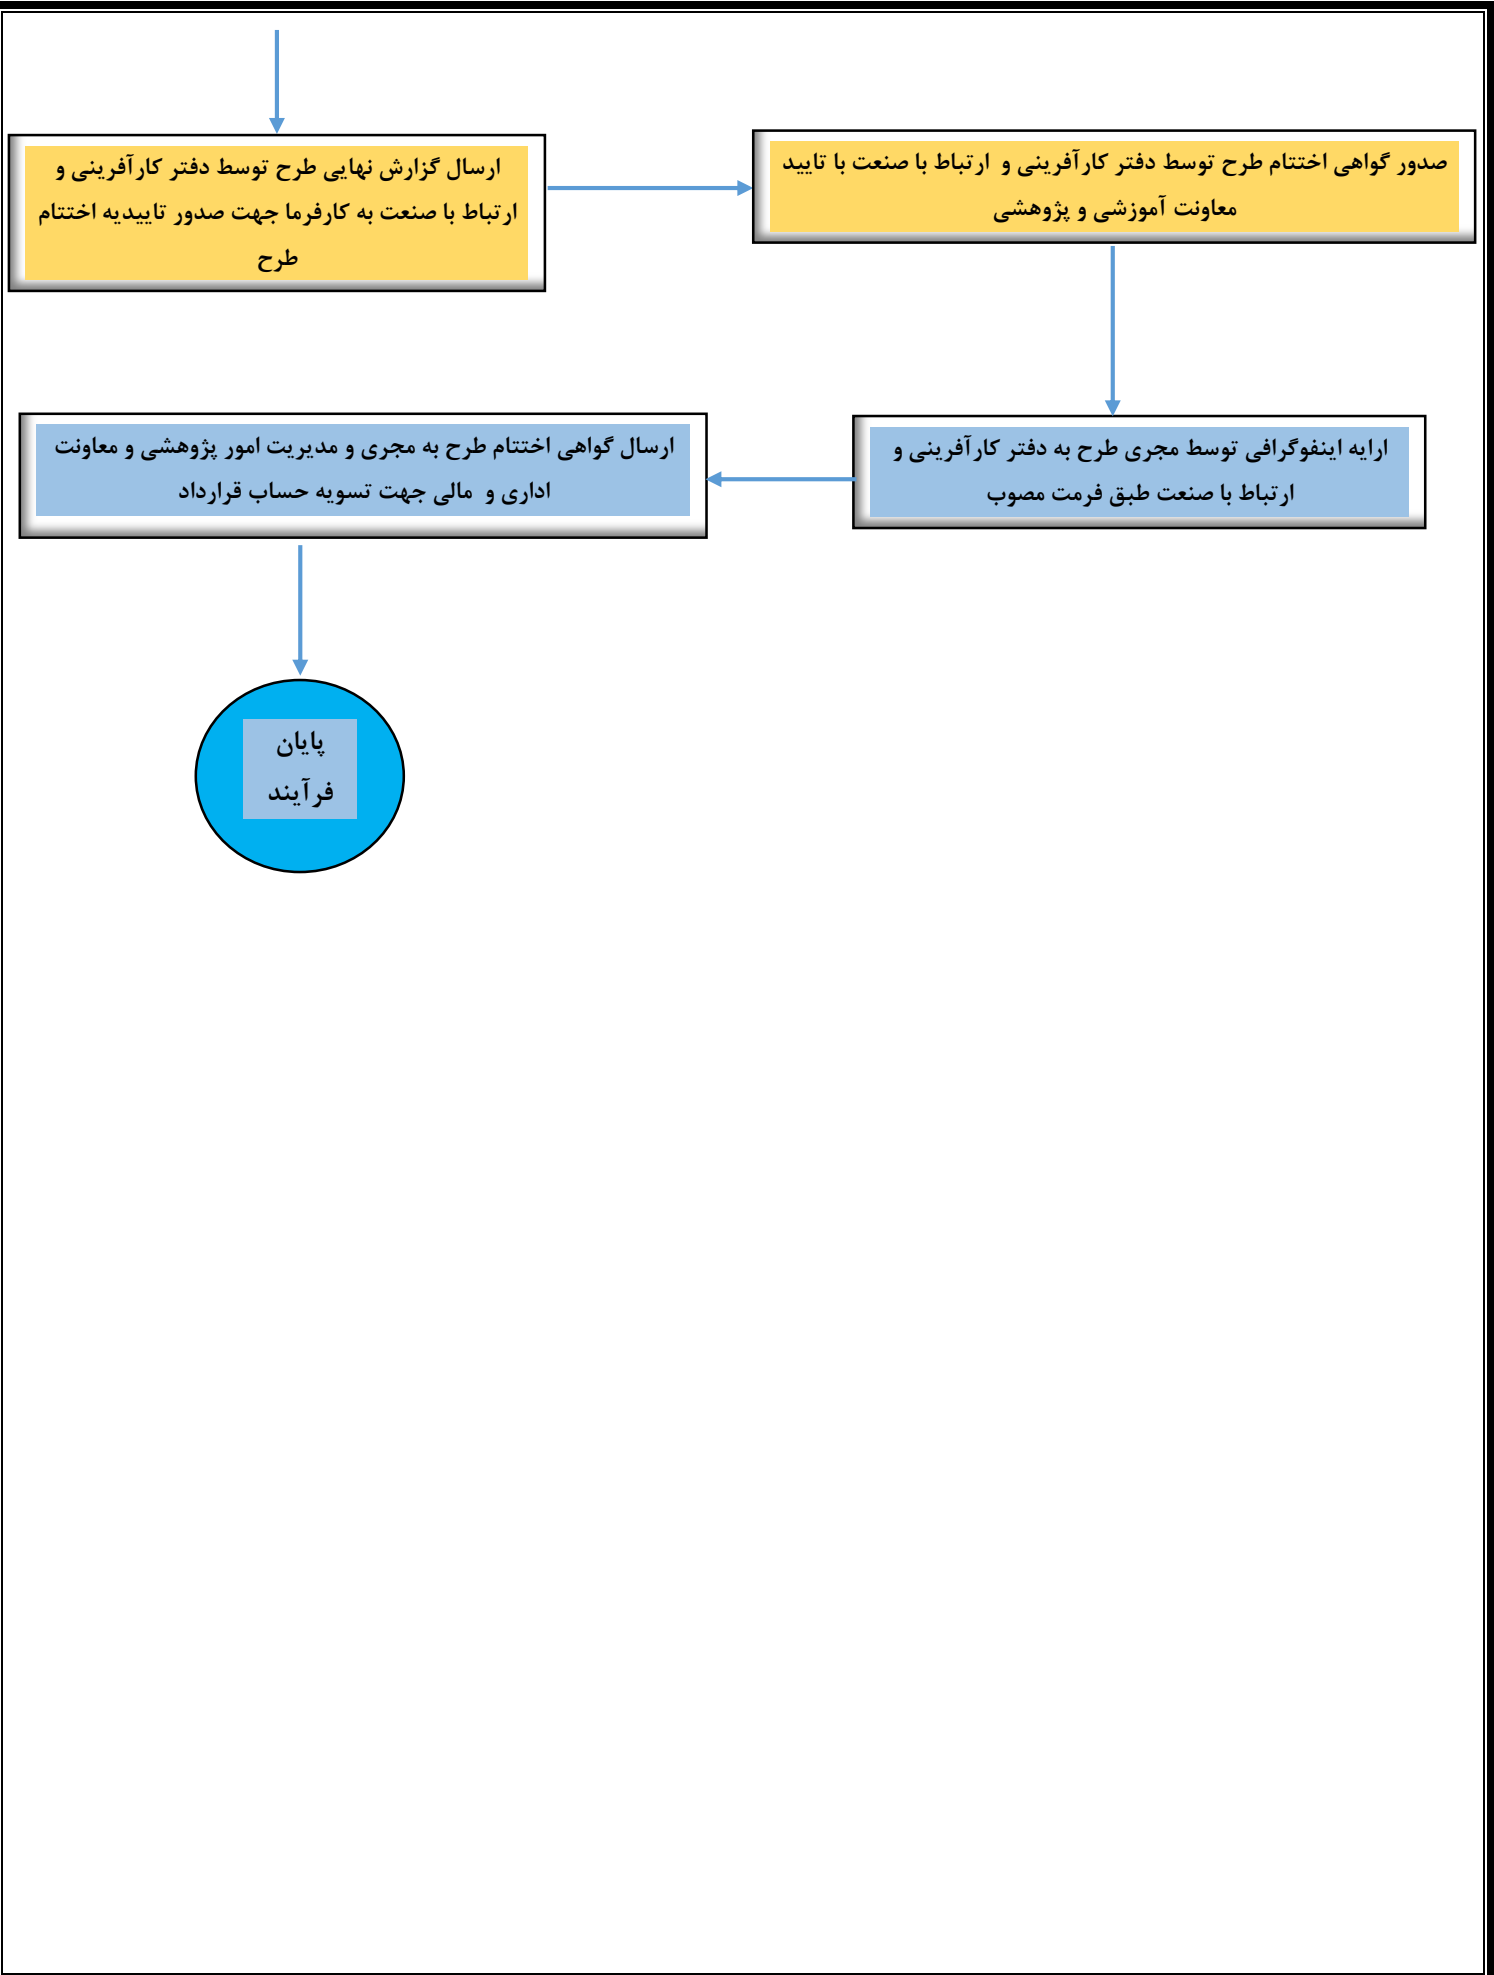 ارسال گزارش نهایی طرح توسط دفتر کارآفرینی و
ارتباط با صنعت به کارفرما جهت صدور تاییدیه اختتام
طرح
صدور گواهی اختتام طرح توسط دفتر کارآفرینی و ارتباط با صنعت با تایید
معاونت آموزشی و پژوهشی
ارایه اینفوگرافی توسط مجری طرح به دفتر کارآفرینی و
ارتباط با صنعت طبق فرمت مصوب
ارسال گواهی اختتام طرح به مجری و مدیریت امور پژوهشی و معاونت
اداری و مالی جهت تسویه حساب قرارداد
پایان
فرآیند